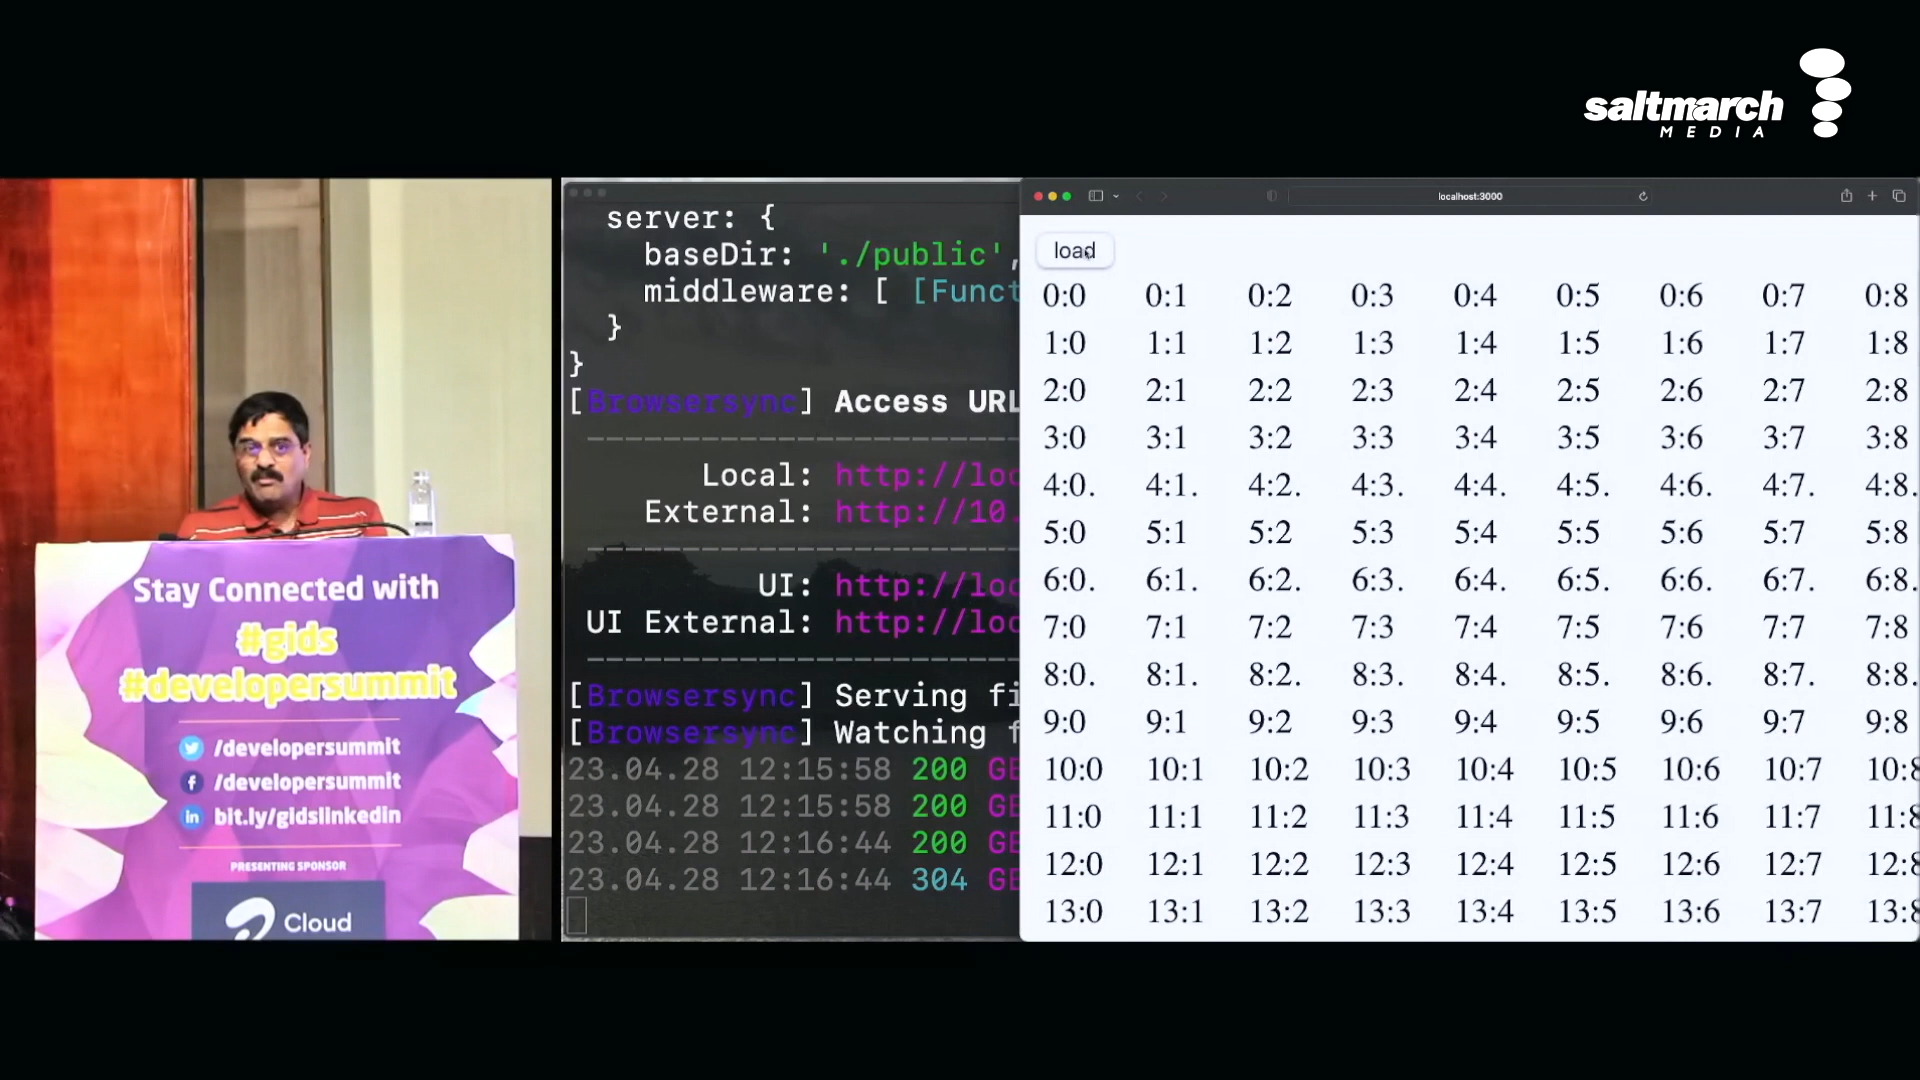 saltmarch
MEDIA
Stay Connected with
#gids
#developersummit
/developersummit
/developersummit
bit.ly/gidslinkedin
PRESENTING SPONSOR
Cloud
server: {
baseDir: './public',
middleware: [ [Funct
}
}
[Browsersync] Access URL
Local: http://loc
External: http://10.
UI: http://loc
UI External: http://loc
[Browsersync] Serving fi
[Browsersync] Watching f
23.04.28 12:15:58 200 GE
23.04.28 12:15:58 200 GE
23.04.28 12:16:44 200 GE
23.04.28 12:16:44 304 GE
localhost:3000
load
0:0 0:1 0:2 0:3 0:4 0:5 0:6 0:7 0:8
1:0 1:1 1:2 1:3 1:4 1:5 1:6 1:7 1:8
2:0 2:1 2:2 2:3 2:4 2:5 2:6 2:7 2:8
3:0 3:1 3:2 3:3 3:4 3:5 3:6 3:7 3:8
4:0. 4:1. 4:2. 4:3. 4:4. 4:5. 4:6. 4:7. 4:8.
5:0 5:1 5:2 5:3 5:4 5:5 5:6 5:7 5:8
6:0. 6:1. 6:2. 6:3. 6:4. 6:5. 6:6. 6:7. 6:8.
7:0 7:1 7:2 7:3 7:4 7:5 7:6 7:7 7:8
8:0. 8:1. 8:2. 8:3. 8:4. 8:5. 8:6. 8:7. 8:8.
9:0 9:1 9:2 9:3 9:4 9:5 9:6 9:7 9:8
10:0 10:1 10:2 10:3 10:4 10:5 10:6 10:7 10:8
11:0 11:1 11:2 11:3 11:4 11:5 11:6 11:7 11:8
12:0 12:1 12:2 12:3 12:4 12:5 12:6 12:7 12:8
13:0 13:1 13:2 13:3 13:4 13:5 13:6 13:7 13:8